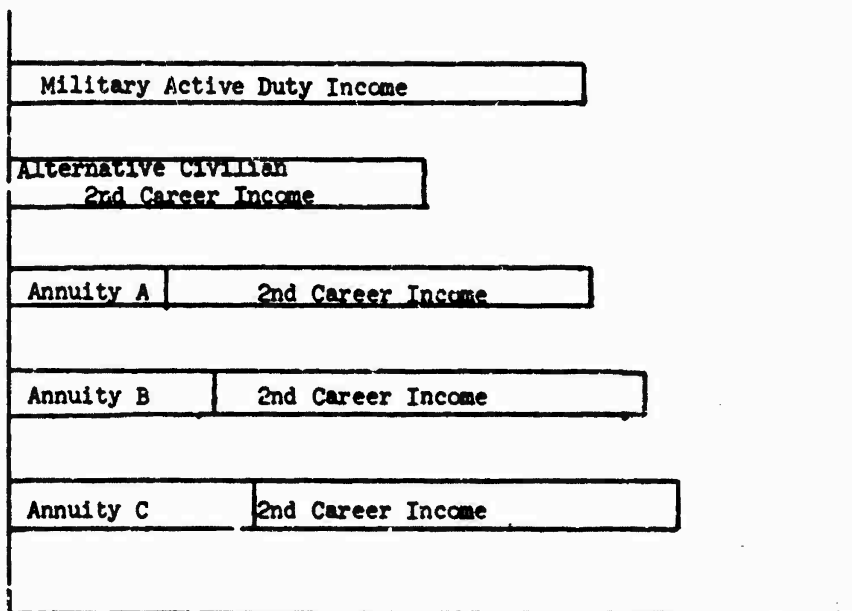 Military Active Duty Income
Alternative Civilian
2nd Career Income
Annuity A 2nd Career Income
Annuity B 2nd Career Income
Annuity C 2nd Career Income